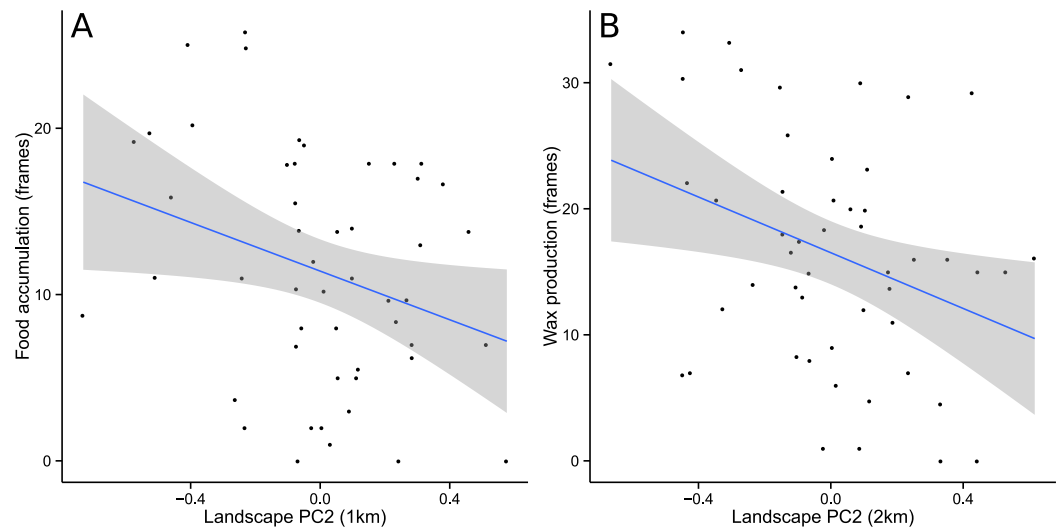 A
Food accumulation (frames)
20
10
0
−0.4
0.0
0.4
Landscape PC2 (1km)
B
Wax production (frames)
30
20
10
0
−0.4
0.0
0.4
Landscape PC2 (2km)